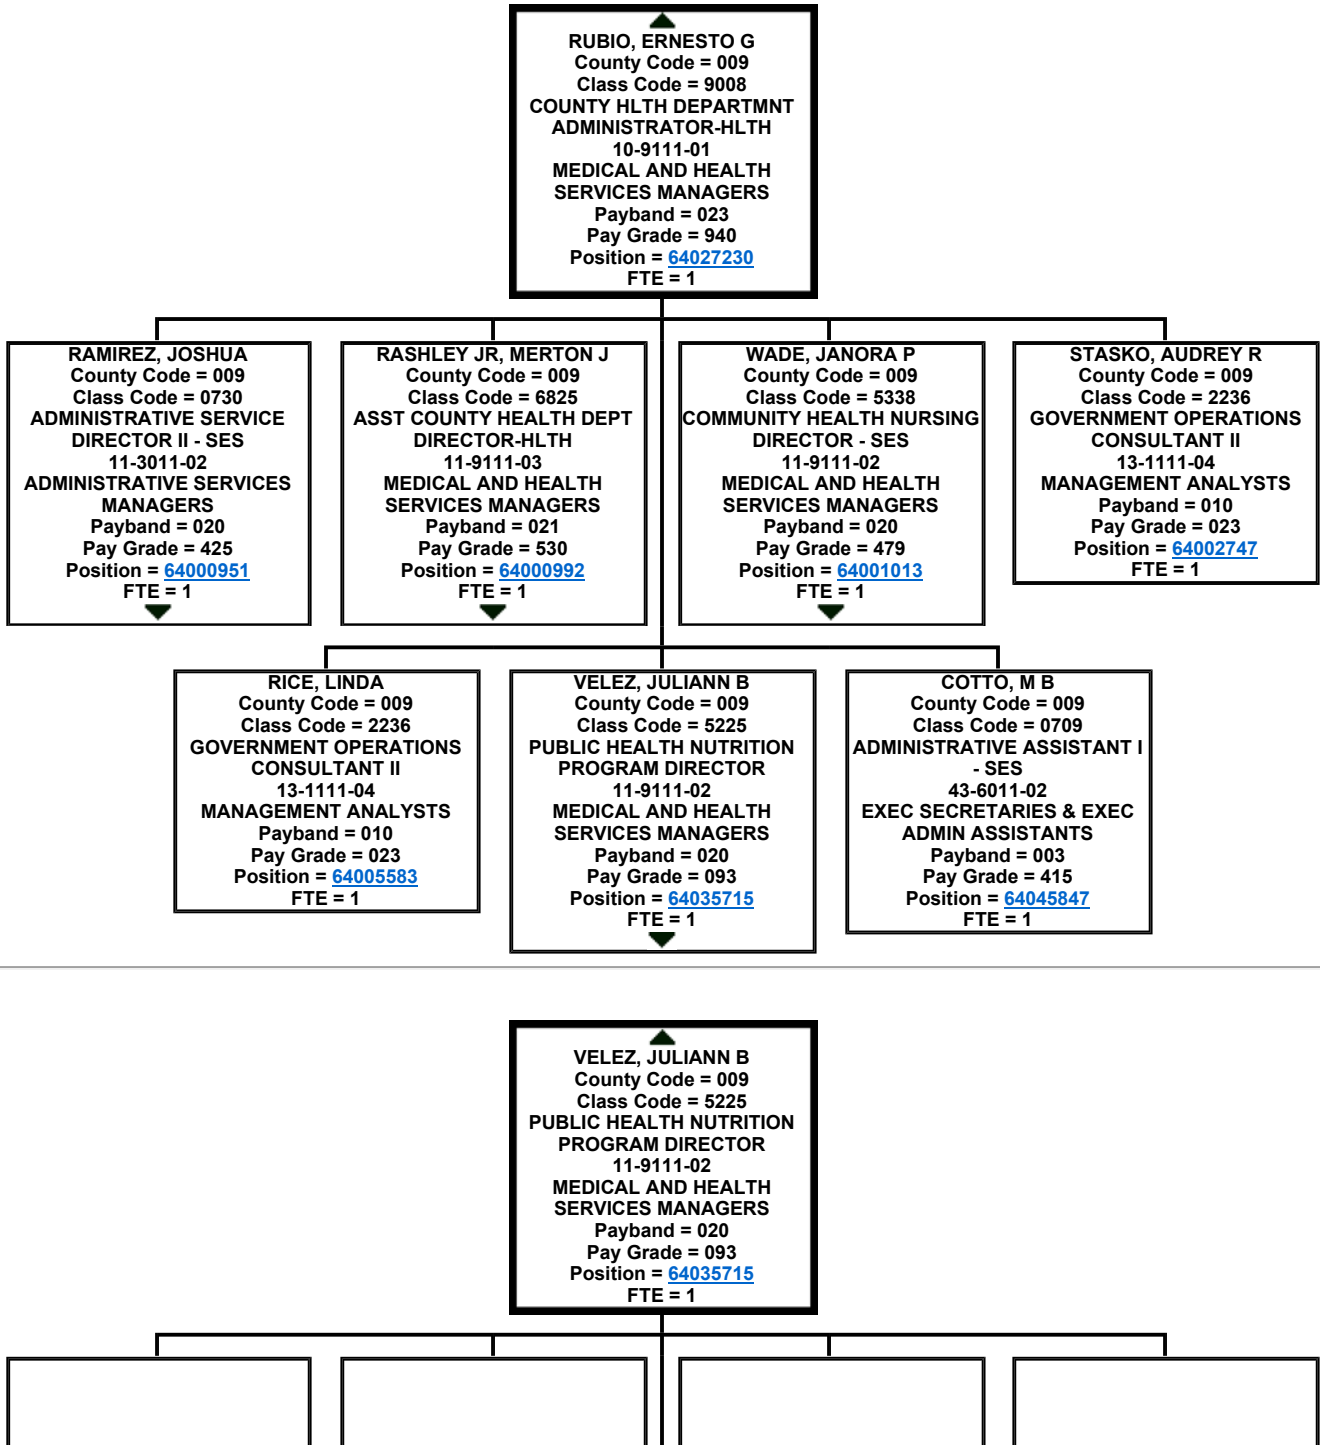 RUBIO, ERNESTO G
County Code = 009
Class Code = 9008
COUNTY HLTH DEPARTMNT
ADMINISTRATOR-HLTH
10-9111-01
MEDICAL AND HEALTH
SERVICES MANAGERS
Payband = 023
Pay Grade = 940
Position = 64027230
FTE = 1
RAMIREZ, JOSHUA
County Code = 009
Class Code = 0730
ADMINISTRATIVE SERVICE
DIRECTOR II - SES
11-3011-02
ADMINISTRATIVE SERVICES
MANAGERS
Payband = 020
Pay Grade = 425
Position = 64000951
FTE = 1
RASHLEY JR, MERTON J
County Code = 009
Class Code = 6825
ASST COUNTY HEALTH DEPT
DIRECTOR-HLTH
11-9111-03
MEDICAL AND HEALTH
SERVICES MANAGERS
Payband = 021
Pay Grade = 530
Position = 64000992
FTE = 1
WADE, JANORA P
County Code = 009
Class Code = 5338
COMMUNITY HEALTH NURSING
DIRECTOR - SES
11-9111-02
MEDICAL AND HEALTH
SERVICES MANAGERS
Payband = 020
Pay Grade = 479
Position = 64001013
FTE = 1
STASKO, AUDREY R
County Code = 009
Class Code = 2236
GOVERNMENT OPERATIONS
CONSULTANT II
13-1111-04
MANAGEMENT ANALYSTS
Payband = 010
Pay Grade = 023
Position = 64002747
FTE = 1
RICE, LINDA
County Code = 009
Class Code = 2236
GOVERNMENT OPERATIONS
CONSULTANT II
13-1111-04
MANAGEMENT ANALYSTS
Payband = 010
Pay Grade = 023
Position = 64005583
FTE = 1
VELEZ, JULIANN B
County Code = 009
Class Code = 5225
PUBLIC HEALTH NUTRITION
PROGRAM DIRECTOR
11-9111-02
MEDICAL AND HEALTH
SERVICES MANAGERS
Payband = 020
Pay Grade = 093
Position = 64035715
FTE = 1
COTTO, M B
County Code = 009
Class Code = 0709
ADMINISTRATIVE ASSISTANT I
- SES
43-6011-02
EXEC SECRETARIES & EXEC
ADMIN ASSISTANTS
Payband = 003
Pay Grade = 415
Position = 64045847
FTE = 1
VELEZ, JULIANN B
County Code = 009
Class Code = 5225
PUBLIC HEALTH NUTRITION
PROGRAM DIRECTOR
11-9111-02
MEDICAL AND HEALTH
SERVICES MANAGERS
Payband = 020
Pay Grade = 093
Position = 64035715
FTE = 1